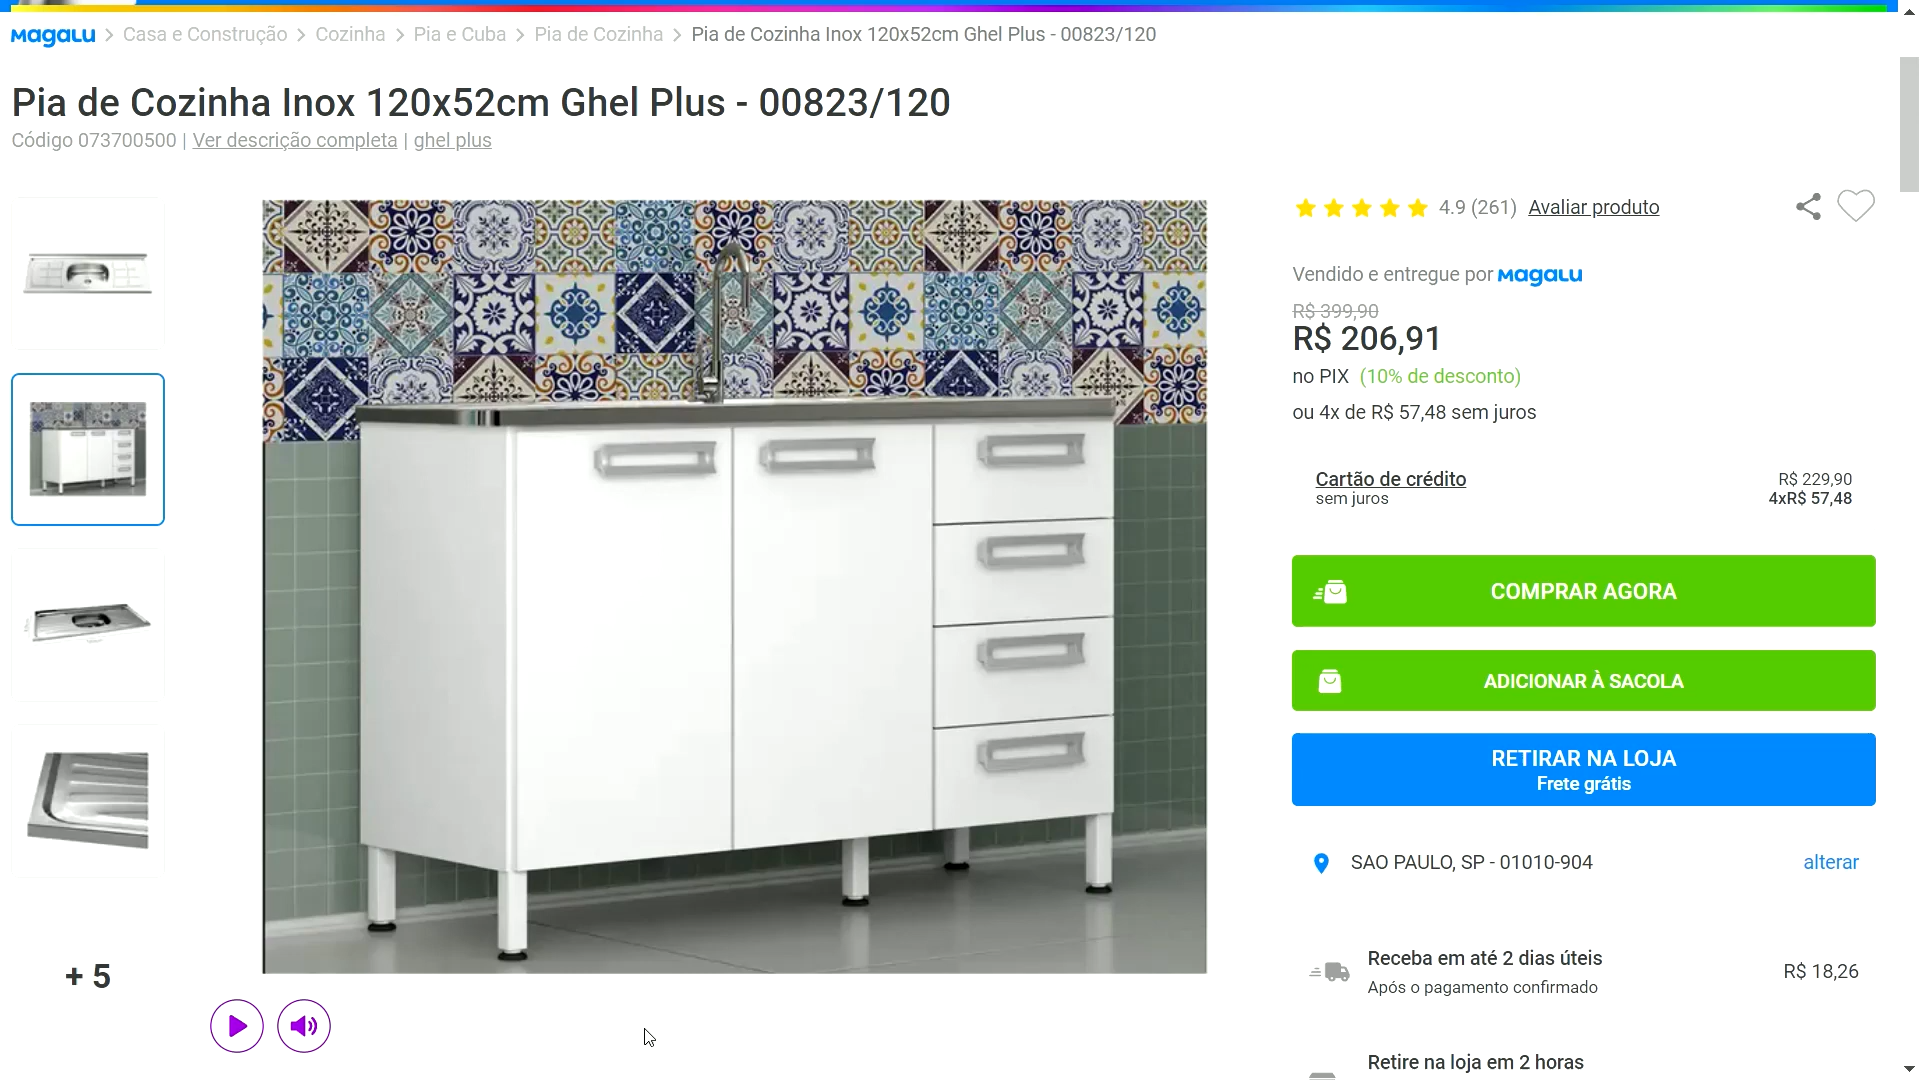 Magalu > Casa e Construção > Cozinha > Pia e Cuba > Pia de Cozinha > Pia de Cozinha Inox 120x52cm Ghel Plus - 00823/120
Pia de Cozinha Inox 120x52cm Ghel Plus - 00823/120
Código 073700500 | Ver descrição completa | ghel plus
4.9 (261) Avaliar produto
Vendido e entregue por Magalu
R$ 399,90
R$ 206,91
no PIX (10% de desconto)
ou 4x de R$ 57,48 sem juros
Cartão de crédito R$ 229,90
sem juros 4xR$ 57,48
COMPRAR AGORA
ADICIONAR À SACOLA
RETIRAR NA LOJA
Frete grátis
SAO PAULO, SP - 01010-904 alterar
Receba em até 2 dias úteis R$ 18,26
Após o pagamento confirmado
+ 5
Retire na loja em 2 horas